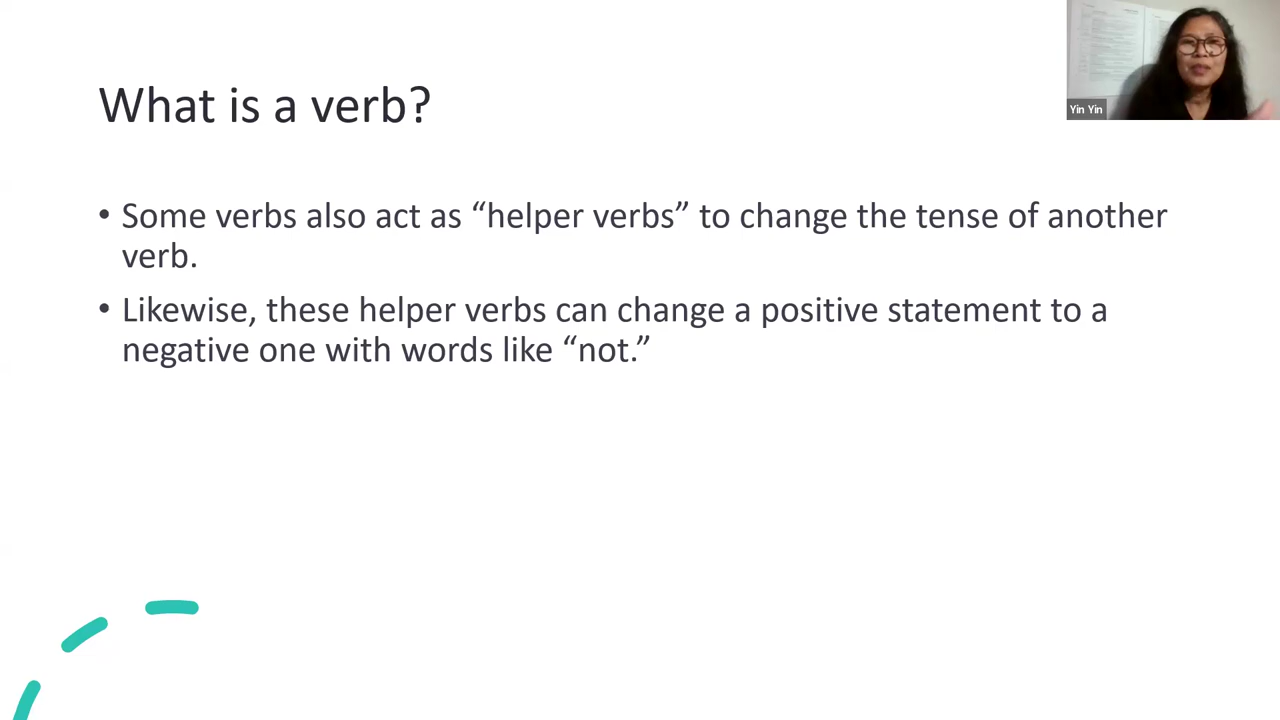 What is a verb?
Yin Yin
• Some verbs also act as “helper verbs” to change the tense of another
verb.
• Likewise, these helper verbs can change a positive statement to a
negative one with words like “not.”